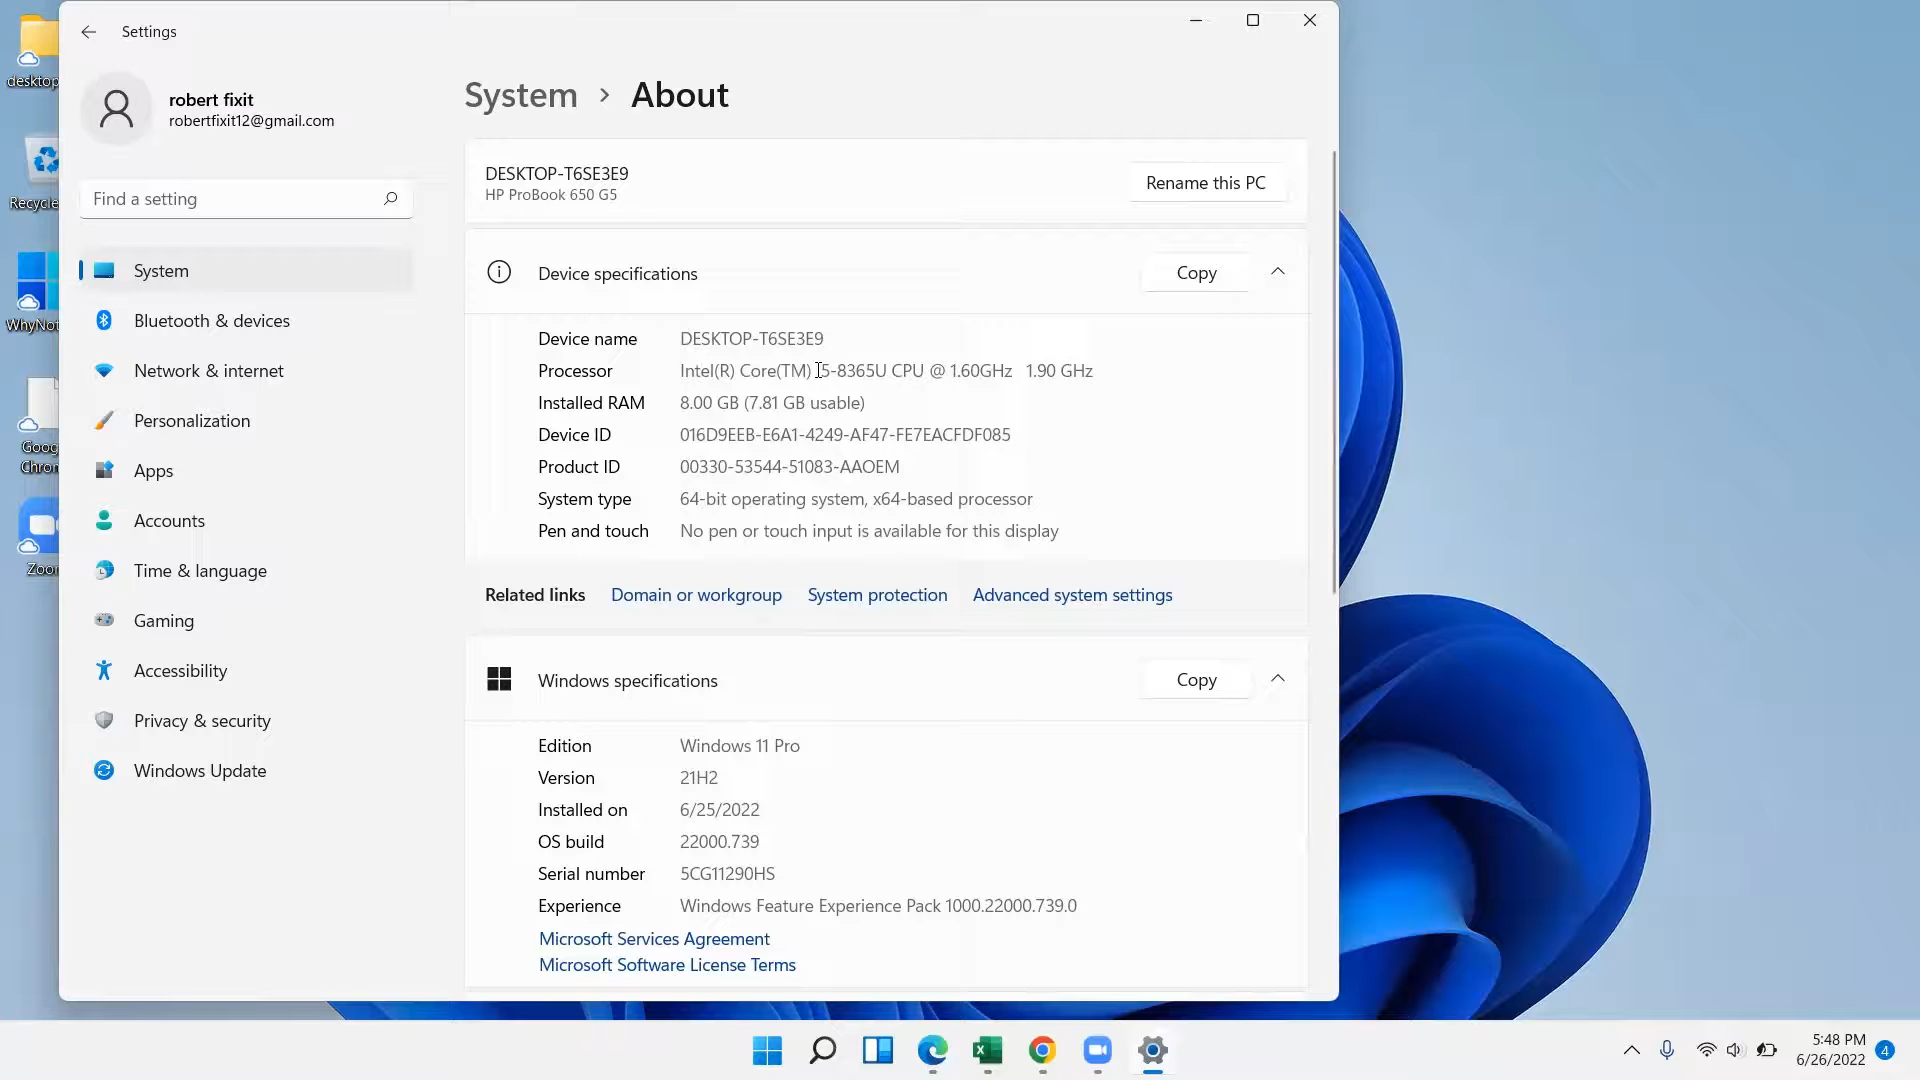 Settings
robert fixit
robertfixit12@gmail.com
Find a setting
System
Bluetooth & devices
Network & internet
Personalization
Apps
Accounts
Time & language
Gaming
Accessibility
Privacy & security
Windows Update
System > About
DESKTOP-T6SE3E9
HP ProBook 650 G5
Rename this PC
Device specifications
Copy
Device name DESKTOP-T6SE3E9
Processor Intel(R) Core(TM) i5-8365U CPU @ 1.60GHz 1.90 GHz
Installed RAM 8.00 GB (7.81 GB usable)
Device ID 016D9EEB-E6A1-4249-AF47-FE7EACFDF085
Product ID 00330-53544-51083-AAOEM
System type 64-bit operating system, x64-based processor
Pen and touch No pen or touch input is available for this display
Related links Domain or workgroup System protection Advanced system settings
Windows specifications
Copy
Edition Windows 11 Pro
Version 21H2
Installed on 6/25/2022
OS build 22000.739
Serial number 5CG11290HS
Experience Windows Feature Experience Pack 1000.22000.739.0
Microsoft Services Agreement
Microsoft Software License Terms
desktop
Recycle
WhyNot
Goog
Chron
Zoor
5:48 PM
6/26/2022
4